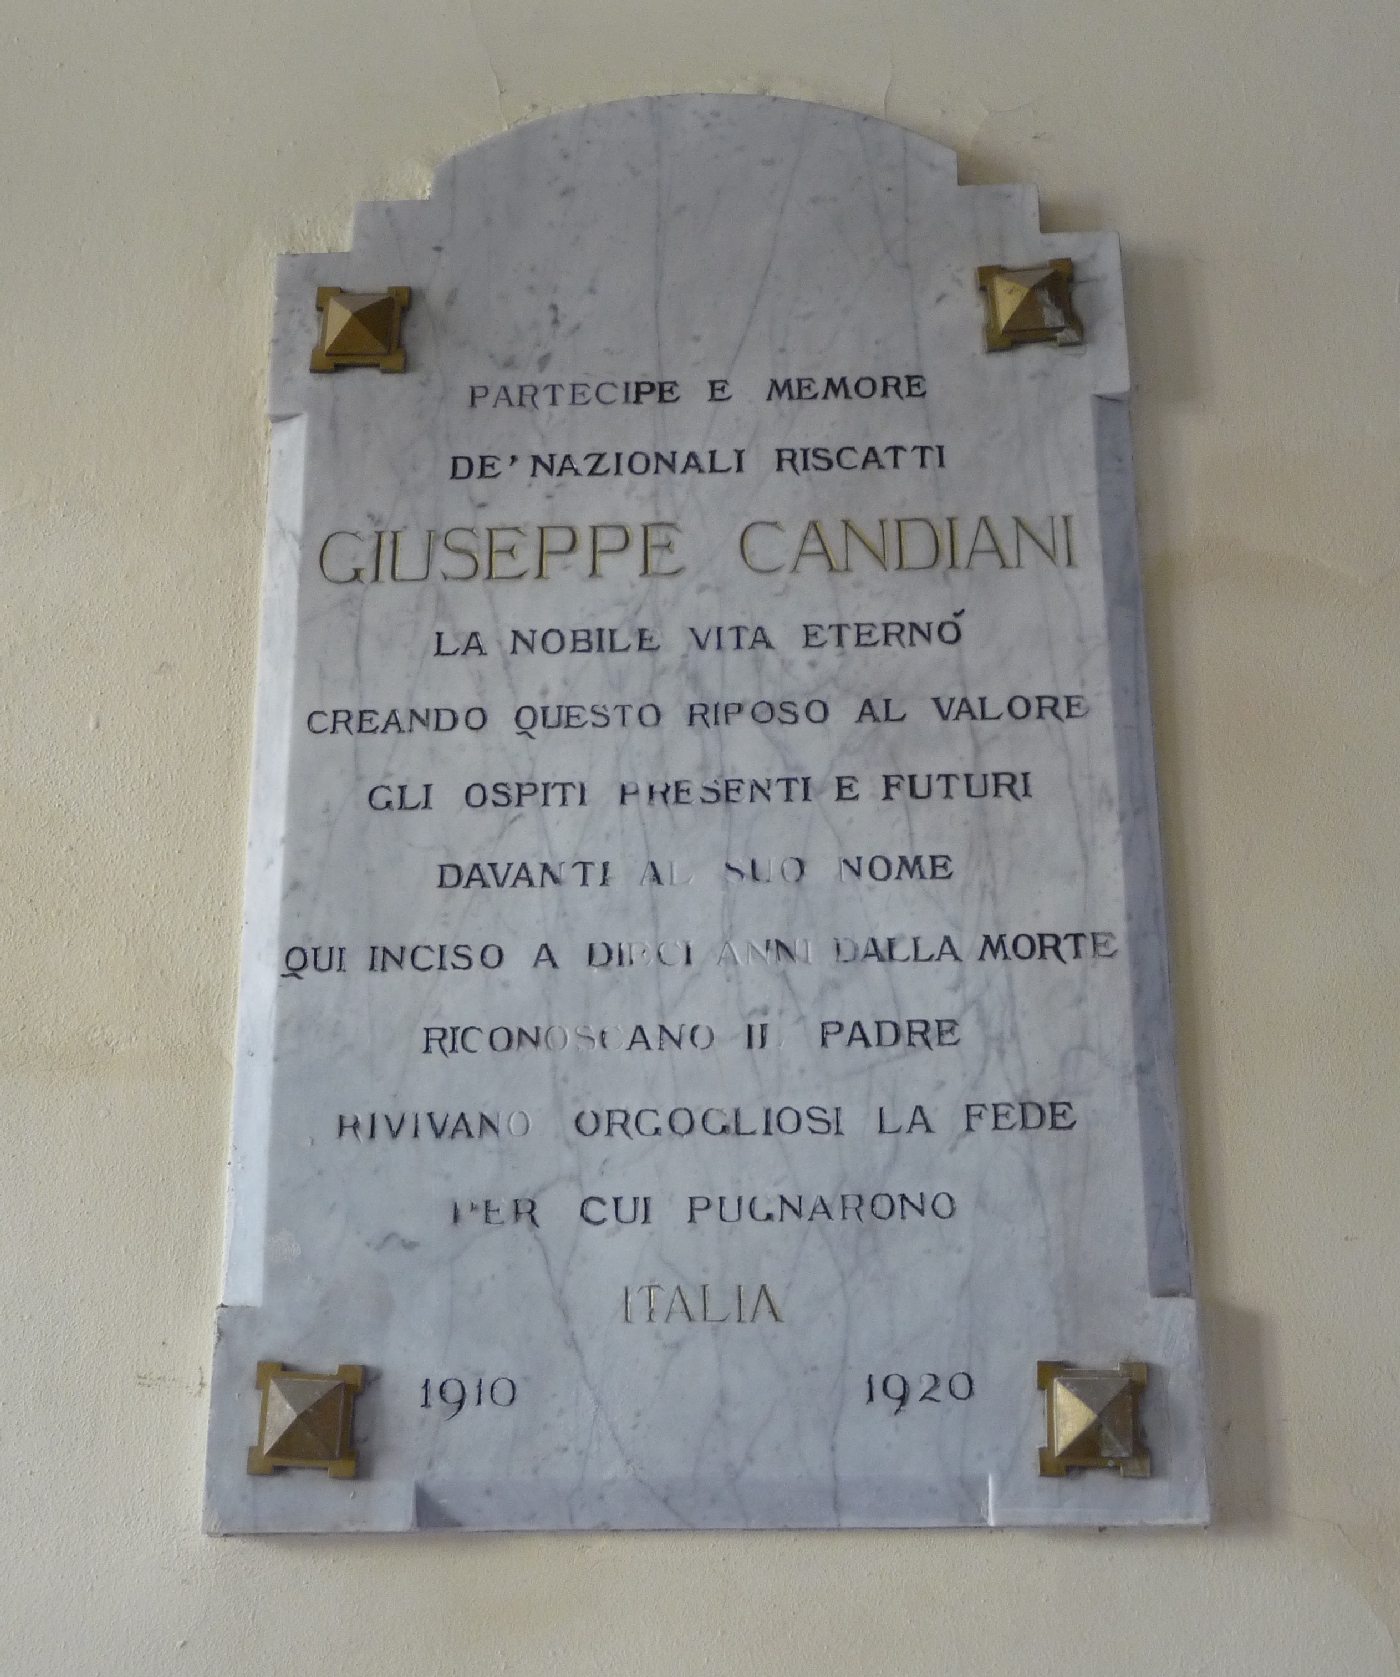 PARTECIPE E MEMORE
DE' NAZIONALI RISCATTI
GIUSEPPE CANDIANI
LA NOBILE VITA ETERNÒ
CREANDO QUESTO RIPOSO AL VALORE
GLI OSPITI PRESENTI E FUTURI
DAVANTI AL SUO NOME
QUI INCISO A DIECI ANNI DALLA MORTE
RICONOSCANO IL PADRE
RIVIVANO ORGOGLIOSI LA FEDE
PER CUI PUGNARONO
ITALIA
1910 1920